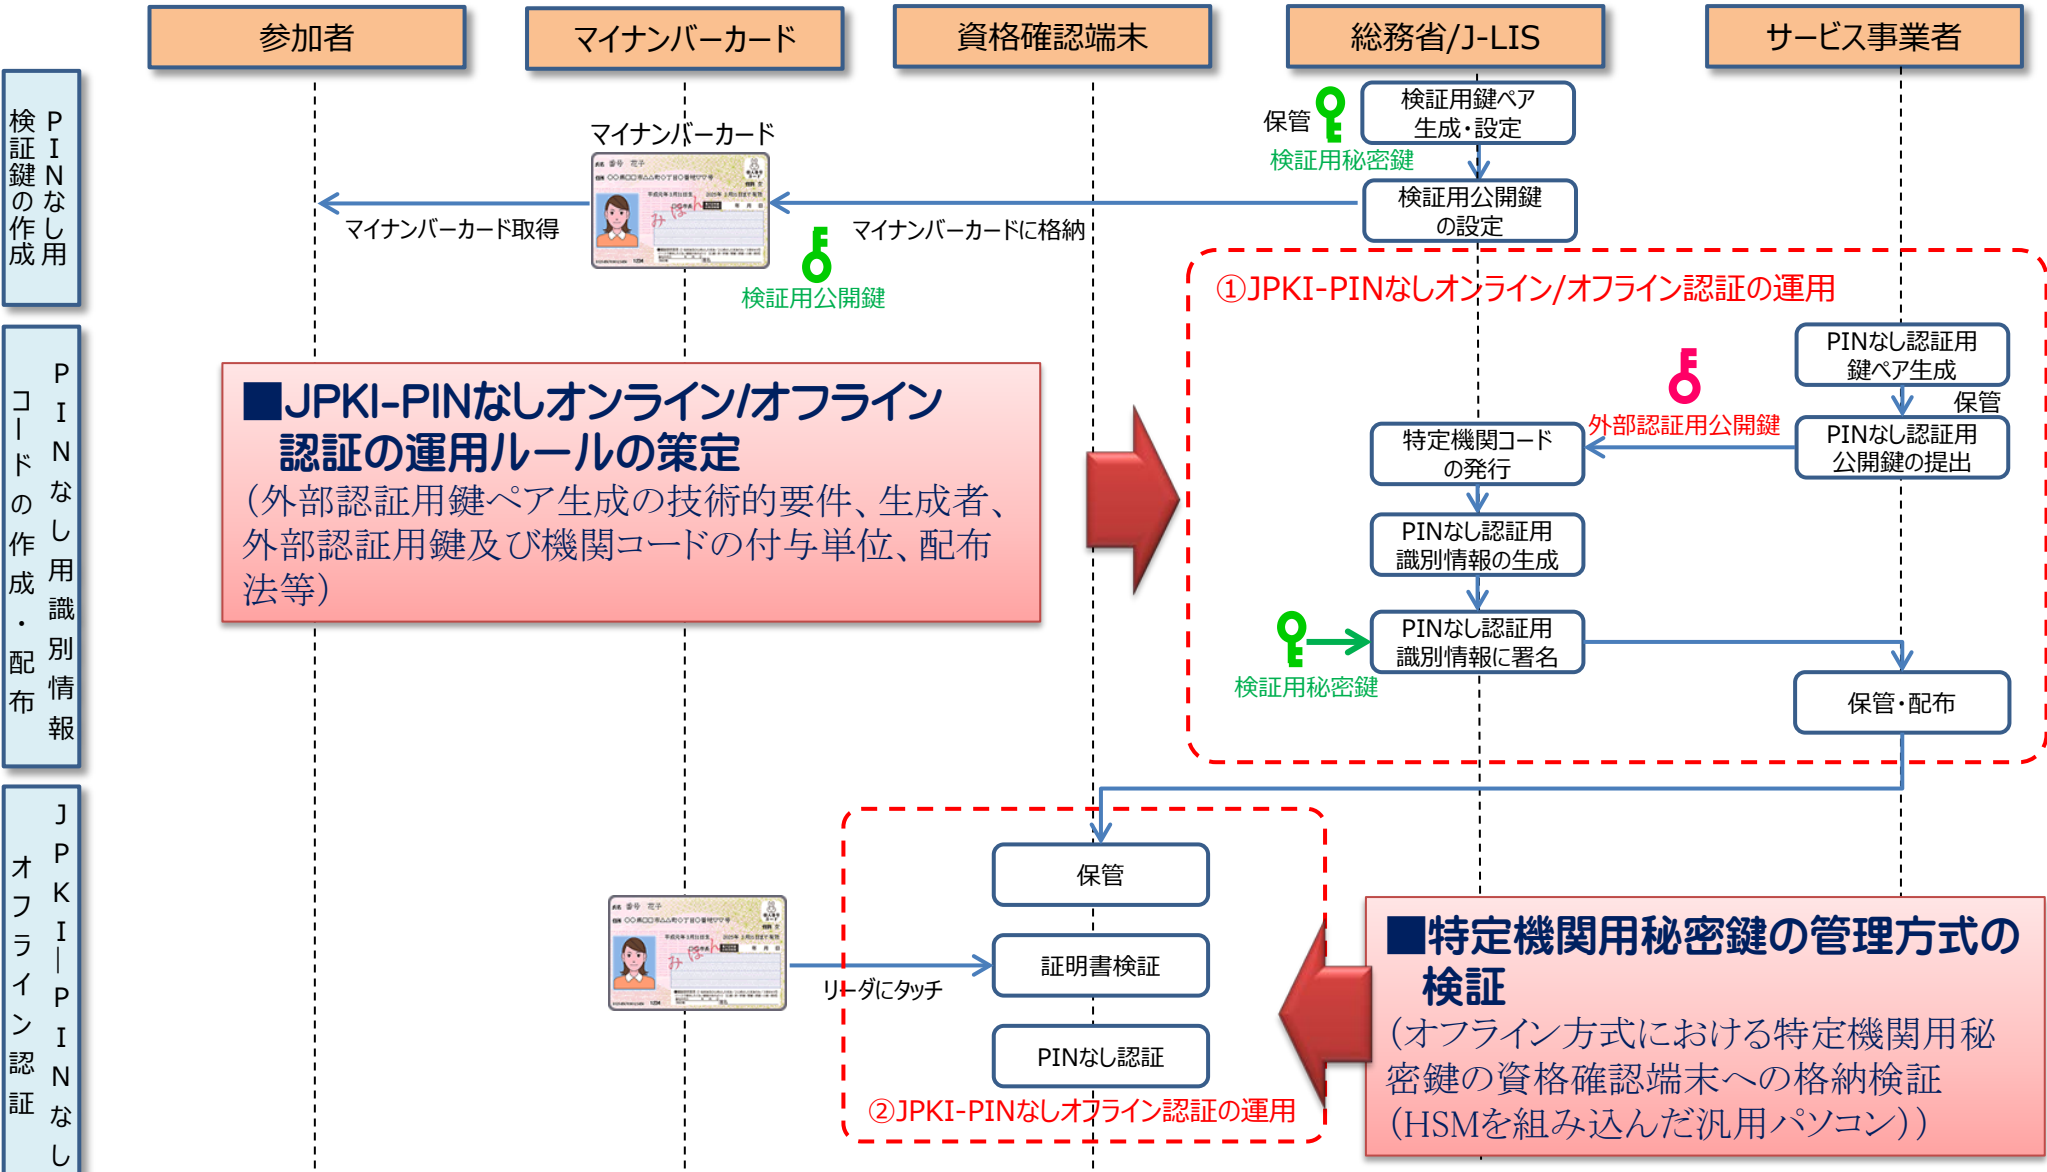 参加者
マイナンバーカード
資格確認端末
総務省/J-LIS
サービス事業者
PINなし用
検証鍵の作成
マイナンバーカード
マイナンバーカード取得
マイナンバーカードに格納
検証用公開鍵
保管
検証用秘密鍵
検証用鍵ペア
生成・設定
検証用公開鍵
の設定
PINなし用識別情報
コードの作成・配布
①JPKI-PINなしオンライン/オフライン認証の運用
PINなし認証用
鍵ペア生成
保管
外部認証用公開鍵
PINなし認証用
公開鍵の提出
特定機関コード
の発行
PINなし認証用
識別情報の生成
PINなし認証用
識別情報に署名
検証用秘密鍵
保管・配布
■JPKI-PINなしオンライン/オフライン
認証の運用ルールの策定
（外部認証用鍵ペア生成の技術的要件、生成者、
外部認証用鍵及び機関コードの付与単位、配布
法等）
JPKI―PINなし
オフライン認証
リーダにタッチ
保管
証明書検証
PINなし認証
②JPKI-PINなしオフライン認証の運用
■特定機関用秘密鍵の管理方式の
検証
（オフライン方式における特定機関用秘
密鍵の資格確認端末への格納検証
（HSMを組み込んだ汎用パソコン））
氏名 番号 花子
みほん
1234
氏名 番号 花子
みほん
1234